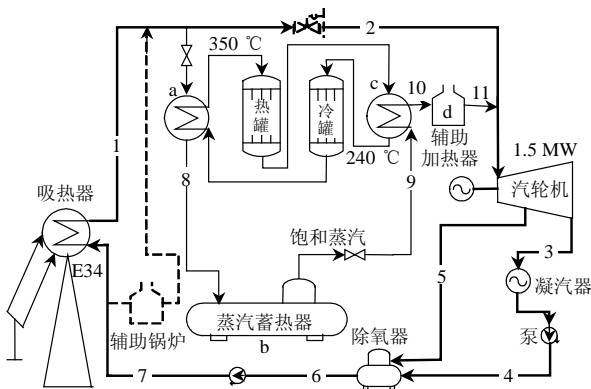 2
350 ℃
a
热罐
冷罐
c
10
11
d
辅助
加热器
240 ℃
1
8
9
1.5 MW
汽轮机
吸热器
饱和蒸汽
3
5
凝汽器
E34
泵
蒸汽蓄热器
辅助锅炉
b
除氧器
7
6
4